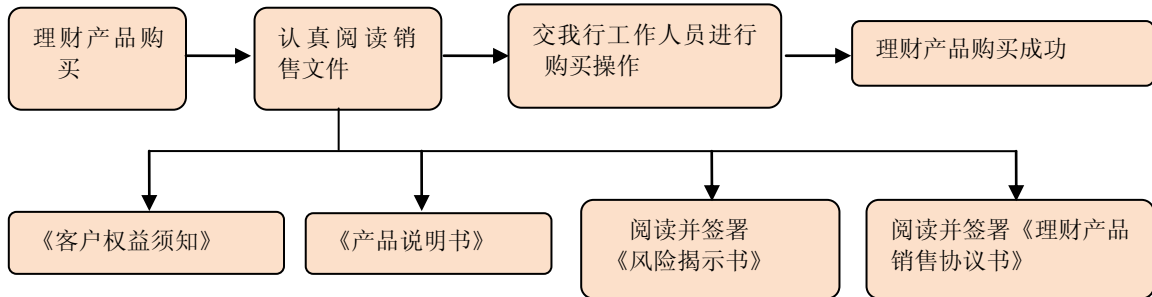 理财产品购
买
认真阅读销
售文件
交我行工作人员进行
购买操作
理财产品购买成功
《客户权益须知》
《产品说明书》
阅读并签署
《风险揭示书》
阅读并签署《理财产品
销售协议书》